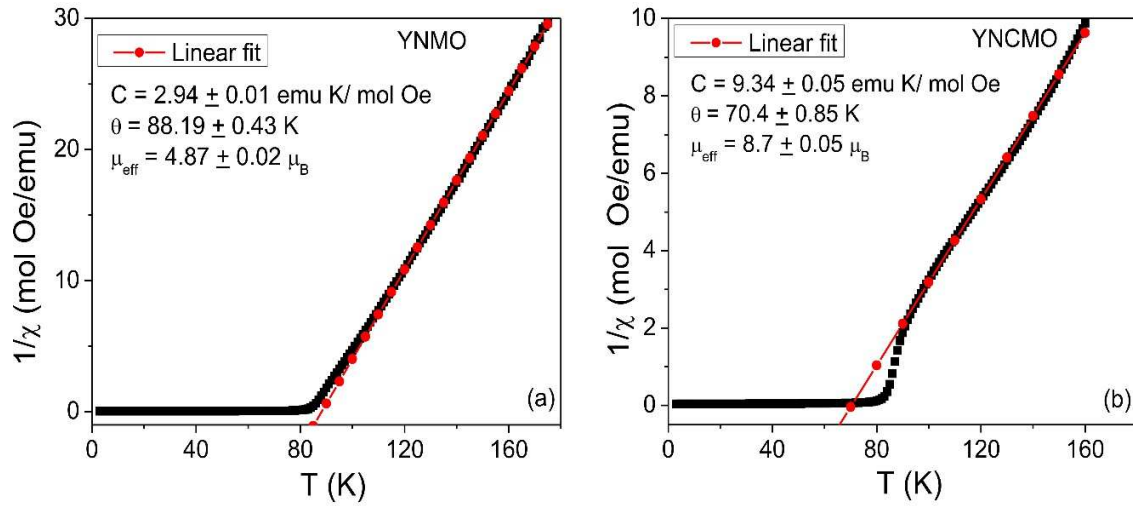 30
20
10
0
1/χ (mol Oe/emu)
Linear fit
YNMO
C = 2.94 ± 0.01 emu K/ mol Oe
θ = 88.19 ± 0.43 K
μeff = 4.87 ± 0.02 μB
(a)
0 40 80 120 160
T (K)
10
8
6
4
2
0
1/χ (mol Oe/emu)
Linear fit
YNCMO
C = 9.34 ± 0.05 emu K/ mol Oe
θ = 70.4 ± 0.85 K
μeff = 8.7 ± 0.05 μB
(b)
0 40 80 120 160
T (K)